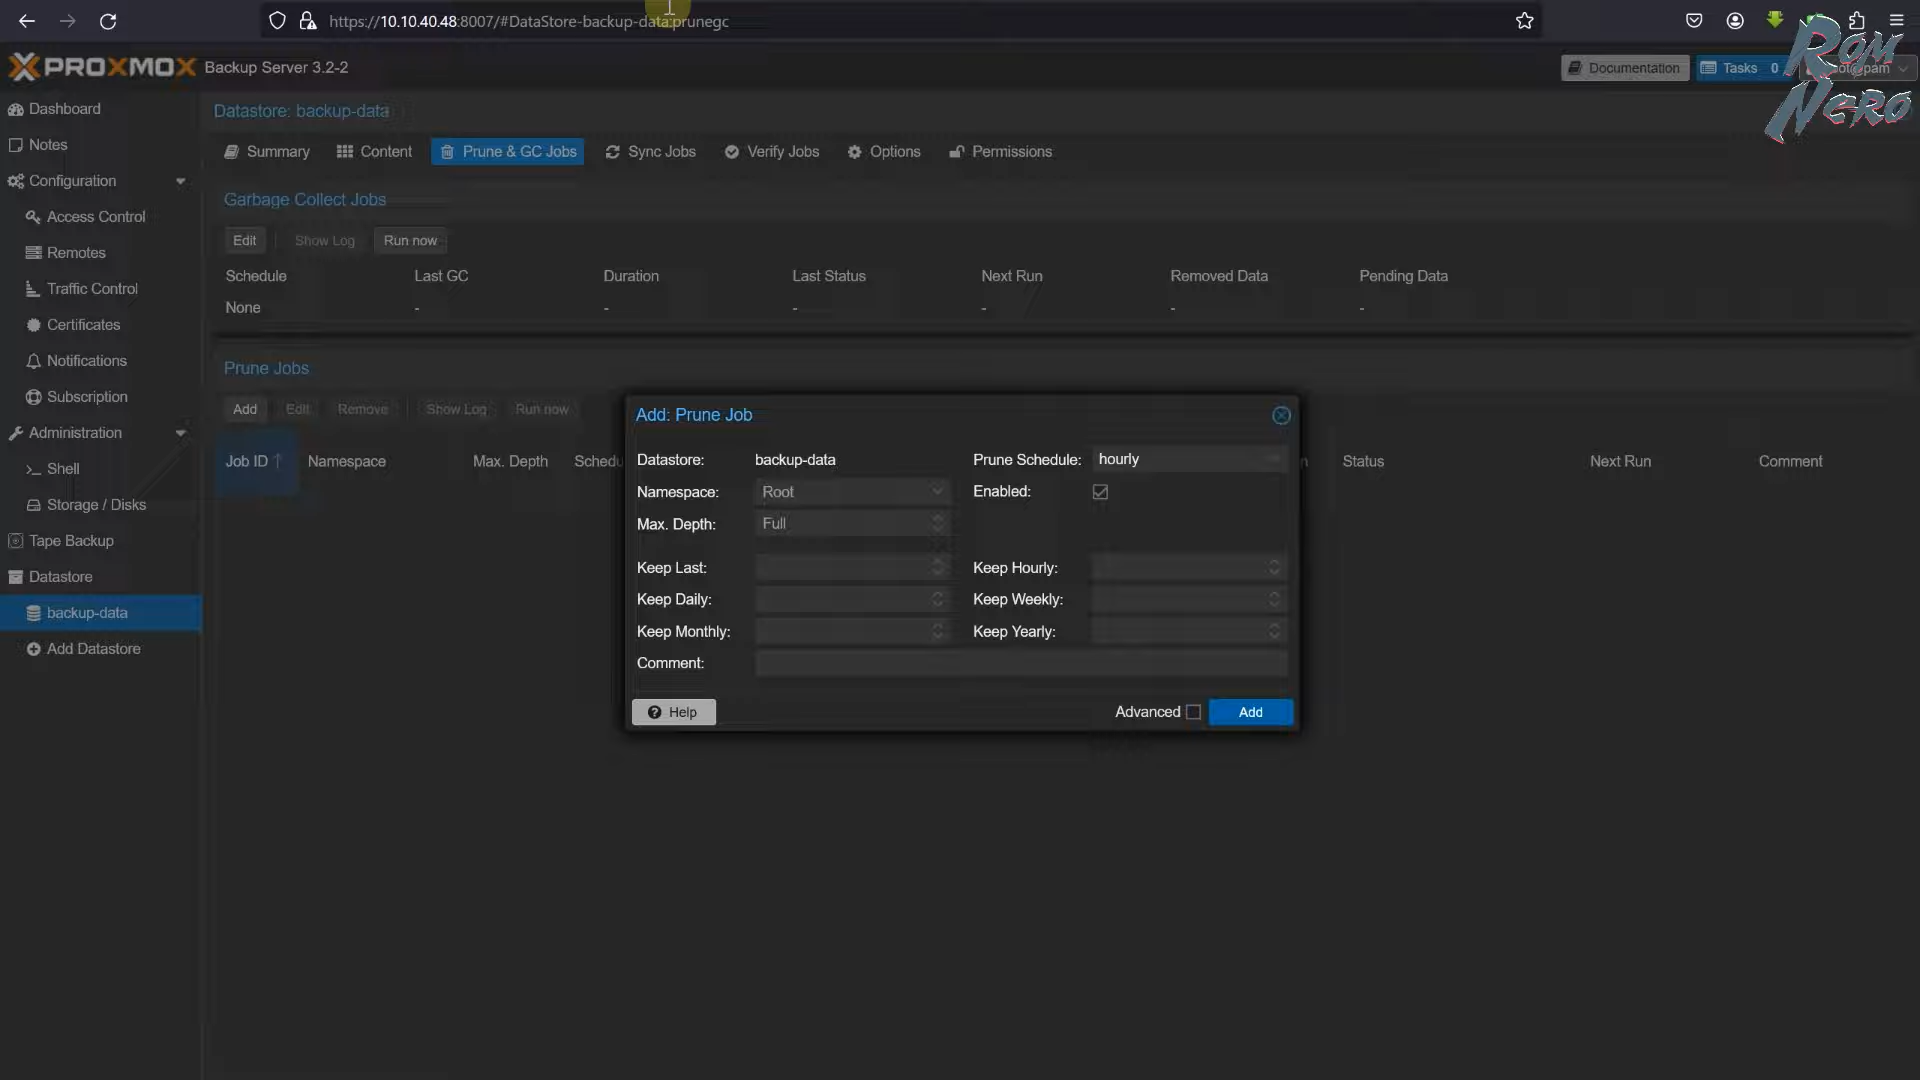 https://10.10.40.48:8007/#DataStore-backup-data:prunegc
PROXMOX Backup Server 3.2-2
Documentation
Tasks 0
Rom
Nero
Dashboard
Notes
Configuration
Access Control
Remotes
Traffic Control
Certificates
Notifications
Subscription
Administration
Shell
Storage / Disks
Tape Backup
Datastore
backup-data
Add Datastore
Datastore: backup-data
Summary Content Prune & GC Jobs Sync Jobs Verify Jobs Options Permissions
Garbage Collect Jobs
Edit Show Log Run now
Schedule Last GC Duration Last Status Next Run Removed Data Pending Data
None - - - - - -
Prune Jobs
Add Edit Remove Show Log Run now
Job ID ↑ Namespace Max. Depth Status Next Run Comment
Add: Prune Job
Datastore: backup-data Prune Schedule: hourly
Namespace: Root Enabled:
Max. Depth: Full
Keep Last: Keep Hourly:
Keep Daily: Keep Weekly:
Keep Monthly: Keep Yearly:
Comment:
Help Advanced Add